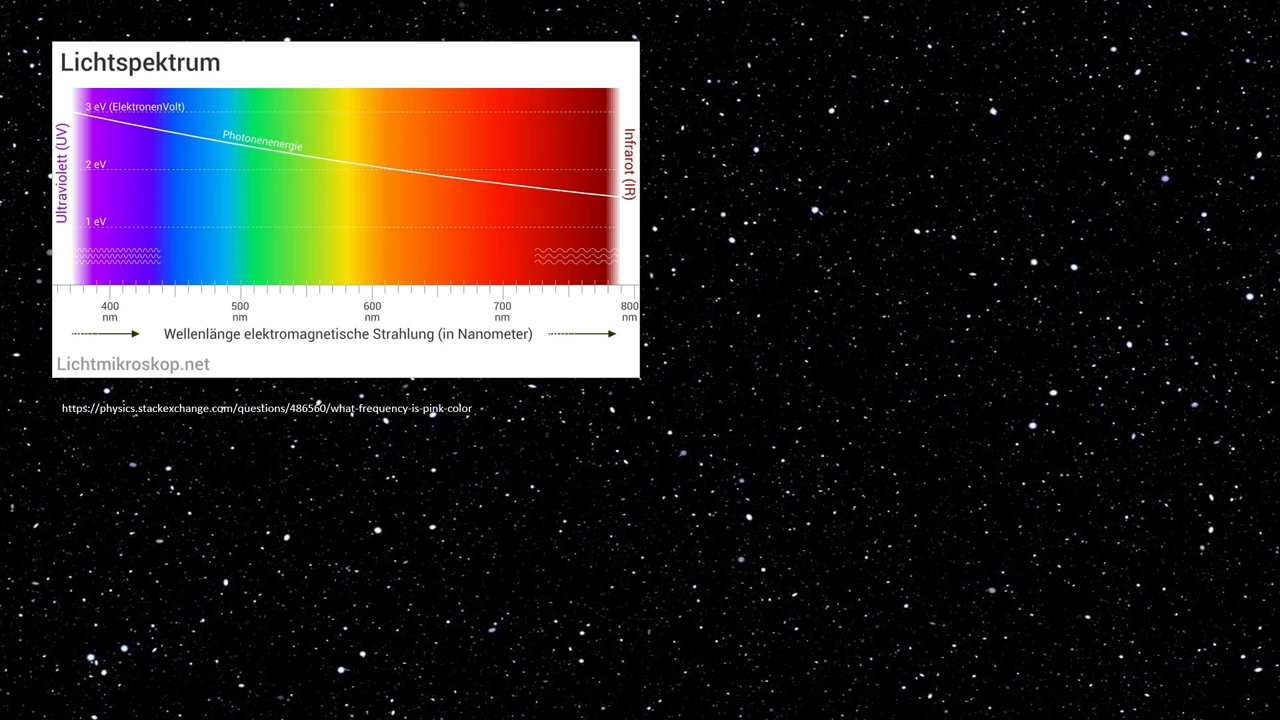 Lichtspektrum
3 eV (ElektronenVolt)
Photonenenergie
2 eV
1 eV
Ultraviolett (UV)
Infrarot (IR)
400 nm
500 nm
600 nm
700 nm
800 nm
Wellenlänge elektromagnetische Strahlung (in Nanometer)
Lichtmikroskop.net
https://physics.stackexchange.com/questions/486560/what-frequency-is-pink-color